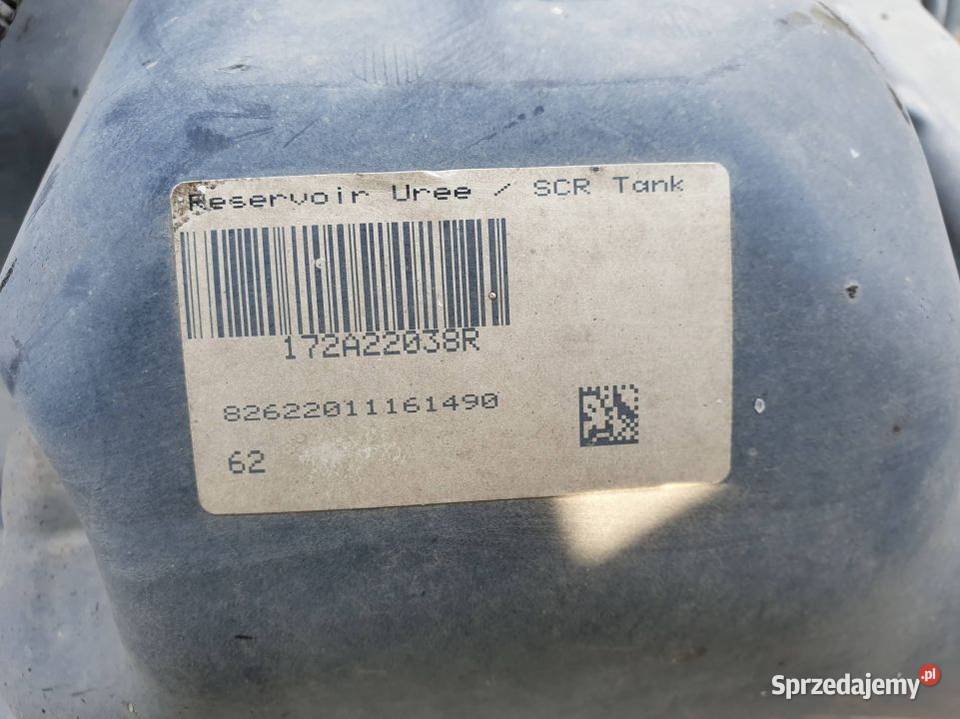 Reservoir Uree / SCR Tank
172A22038R
82622011161490
62
Sprzedajemy.pl